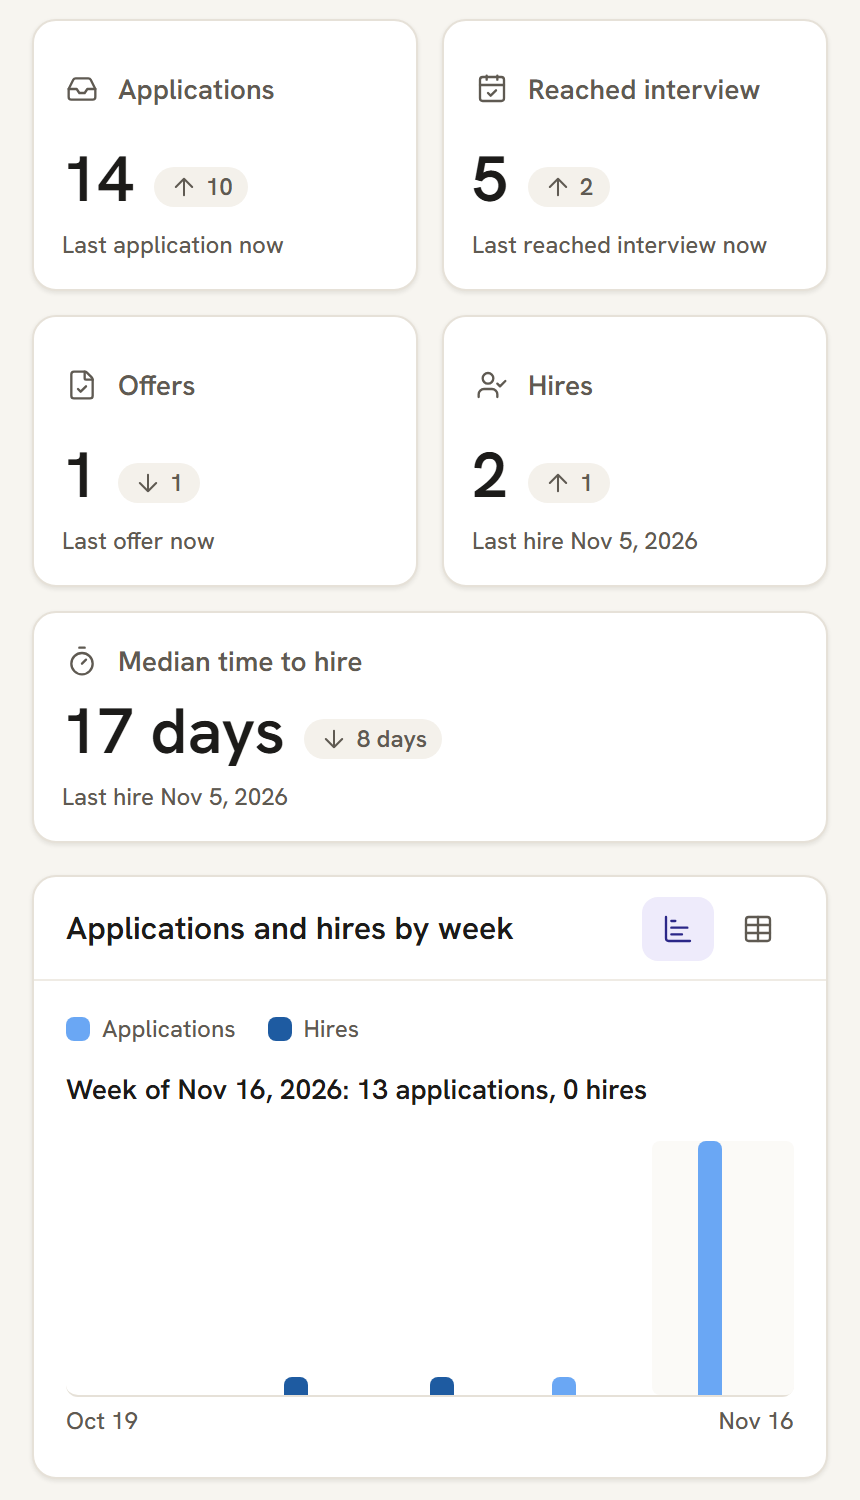 Applications
14 ↑ 10
Last application now
Reached interview
5 ↑ 2
Last reached interview now
Offers
1 ↓ 1
Last offer now
Hires
2 ↑ 1
Last hire Nov 5, 2026
Median time to hire
17 days ↓ 8 days
Last hire Nov 5, 2026
Applications and hires by week
Applications Hires
Week of Nov 16, 2026: 13 applications, 0 hires
Oct 19 Nov 16